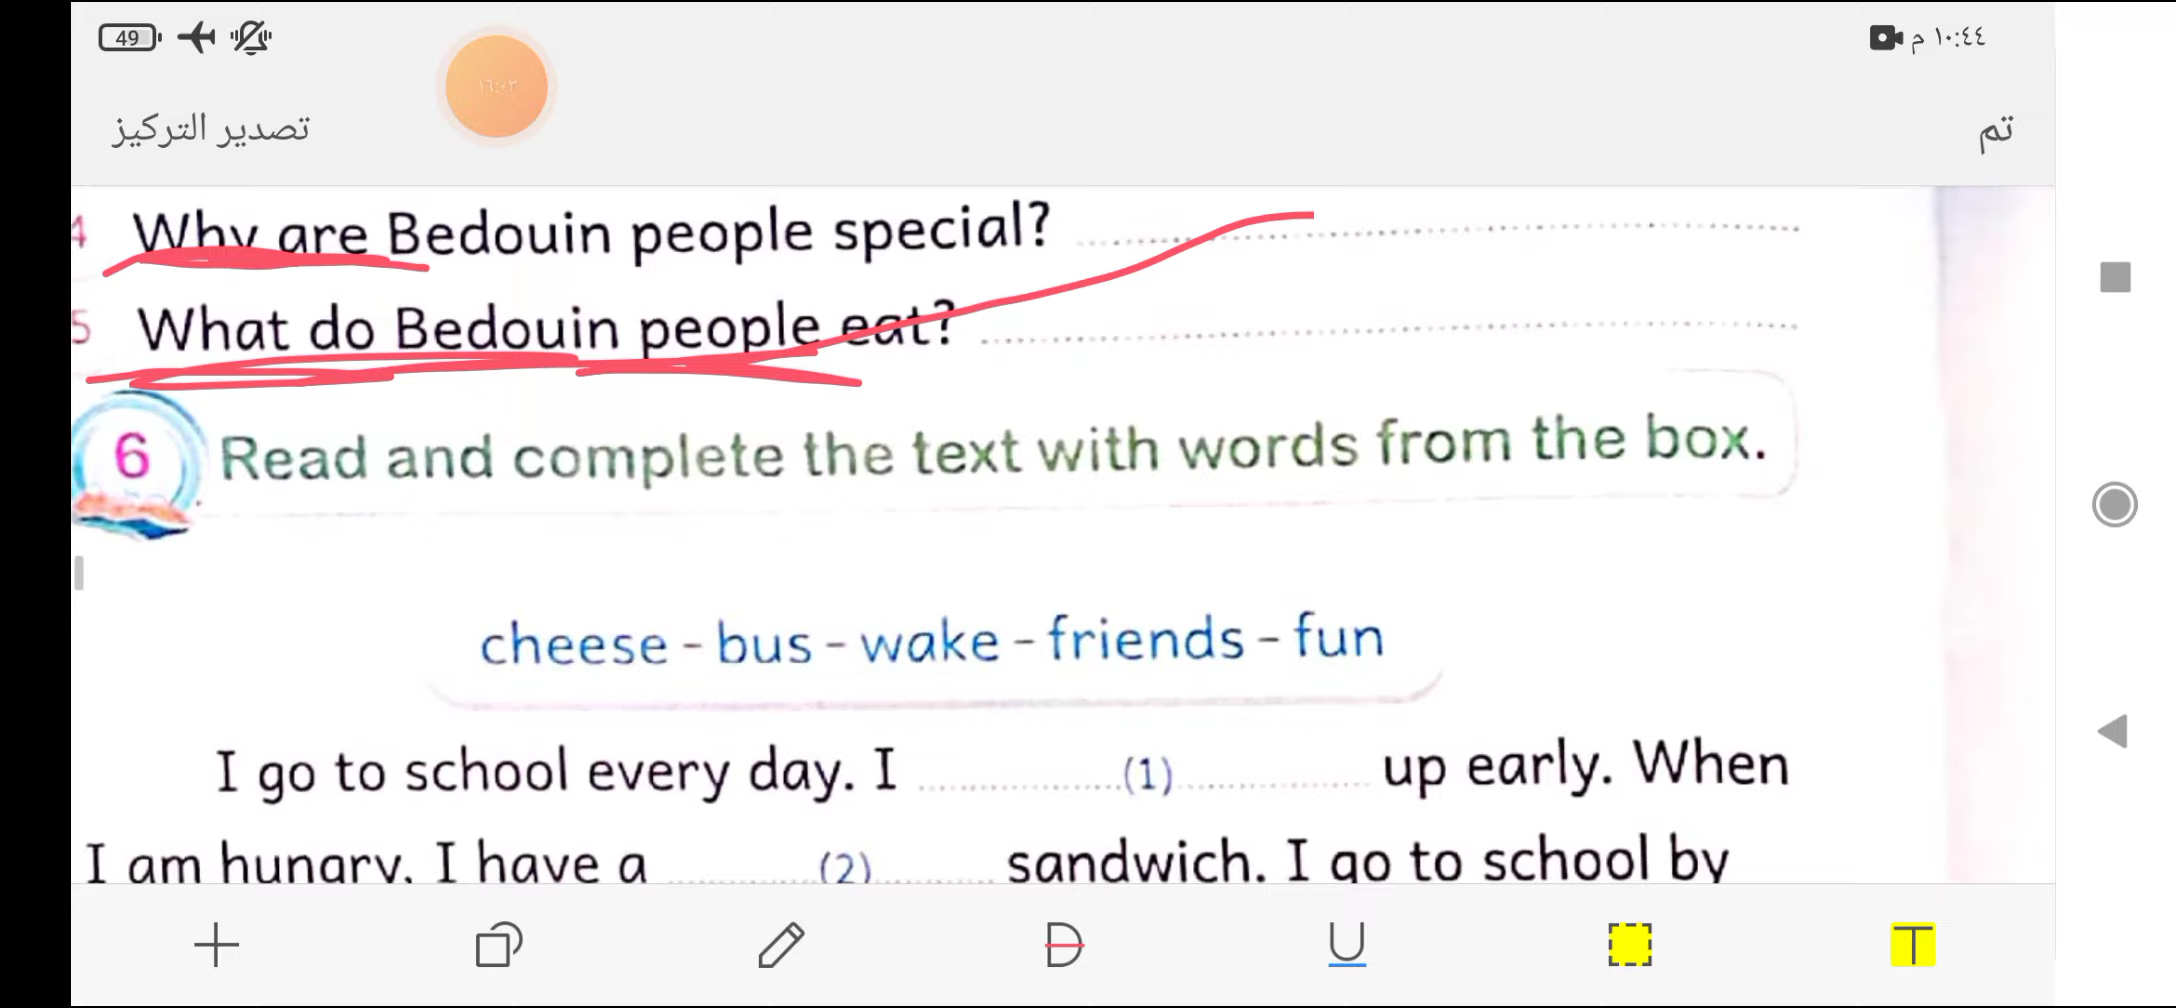 49
١٠:٤٤ م
١٦:٠٣
تصدير التركيز
تم
4 Why are Bedouin people special?
5 What do Bedouin people eat?
6 Read and complete the text with words from the box.
cheese - bus - wake - friends - fun
I go to school every day. I (1) up early. When
I am hungry, I have a (2) sandwich. I go to school by
D
U
T